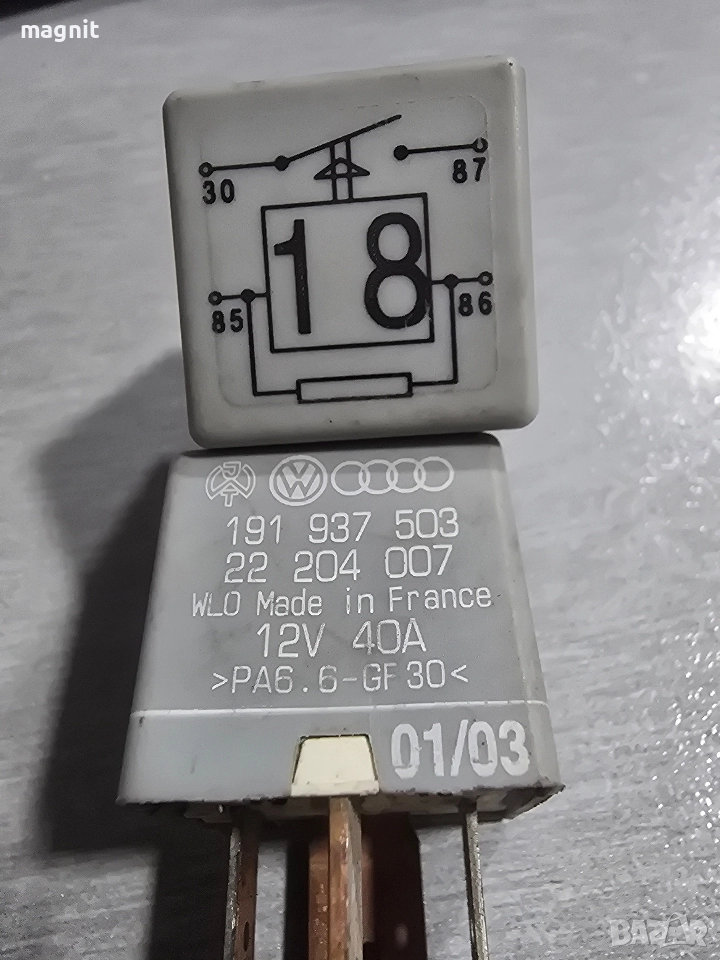 magnit
30
87
18
85
86
191 937 503
22 204 007
WLO Made in France
12V 40A
>PA6.6-GF30<
01/03
BAZAR